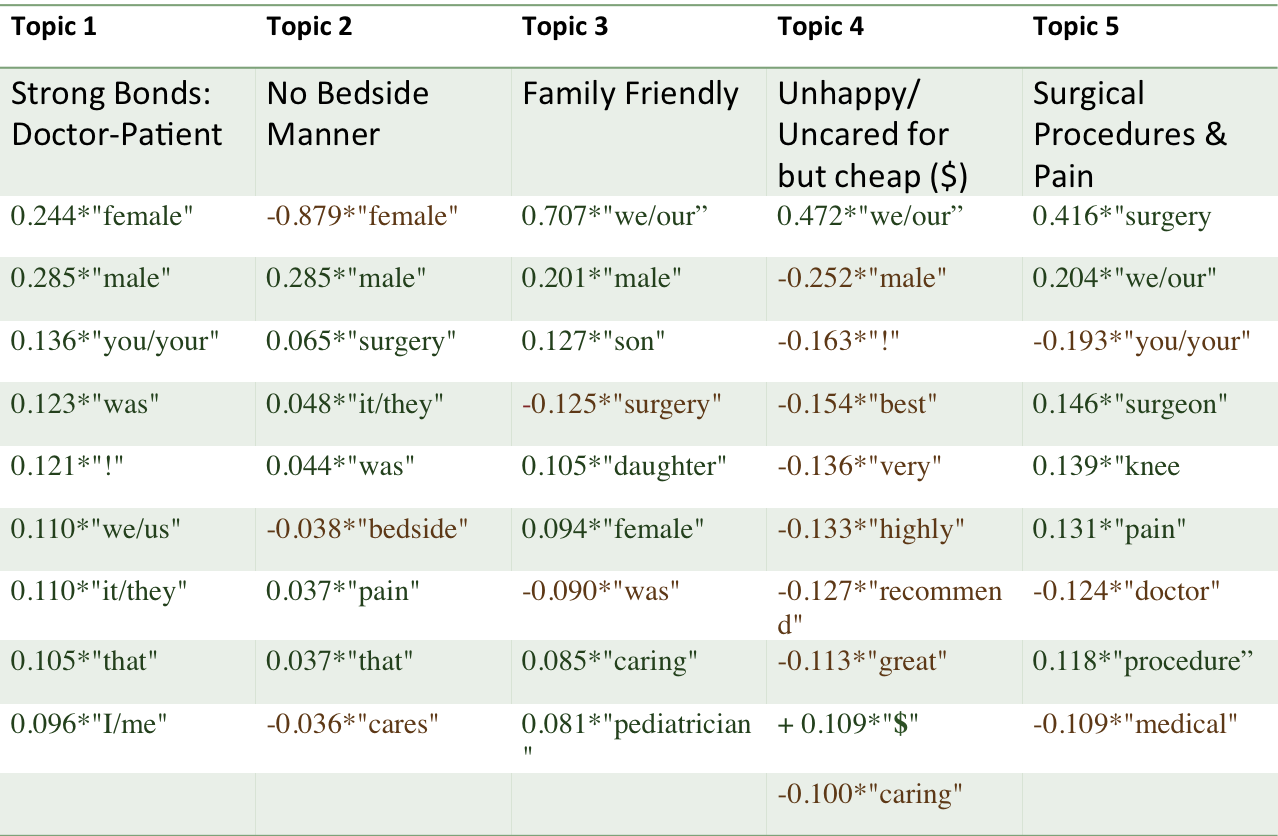 Topic 1 Topic 2 Topic 3 Topic 4 Topic 5
Strong Bonds: No Bedside Family Friendly Unhappy/ Surgical
Doctor-Patient Manner Uncared for Procedures &
but cheap ($) Pain
0.244*"female" -0.879*"female" 0.707*"we/our” 0.472*"we/our” 0.416*"surgery
0.285*"male" 0.285*"male" 0.201*"male" -0.252*"male" 0.204*"we/our"
0.136*"you/your" 0.065*"surgery" 0.127*"son" -0.163*"!" -0.193*"you/your"
0.123*"was" 0.048*"it/they" -0.125*"surgery" -0.154*"best" 0.146*"surgeon"
0.121*"!" 0.044*"was" 0.105*"daughter" -0.136*"very" 0.139*"knee
0.110*"we/us" -0.038*"bedside" 0.094*"female" -0.133*"highly" 0.131*"pain"
0.110*"it/they" 0.037*"pain" -0.090*"was" -0.127*"recommen -0.124*"doctor"
d"
0.105*"that" 0.037*"that" 0.085*"caring" -0.113*"great" 0.118*"procedure”
0.096*"I/me" -0.036*"cares" 0.081*"pediatrician + 0.109*"$" -0.109*"medical"
"
-0.100*"caring"